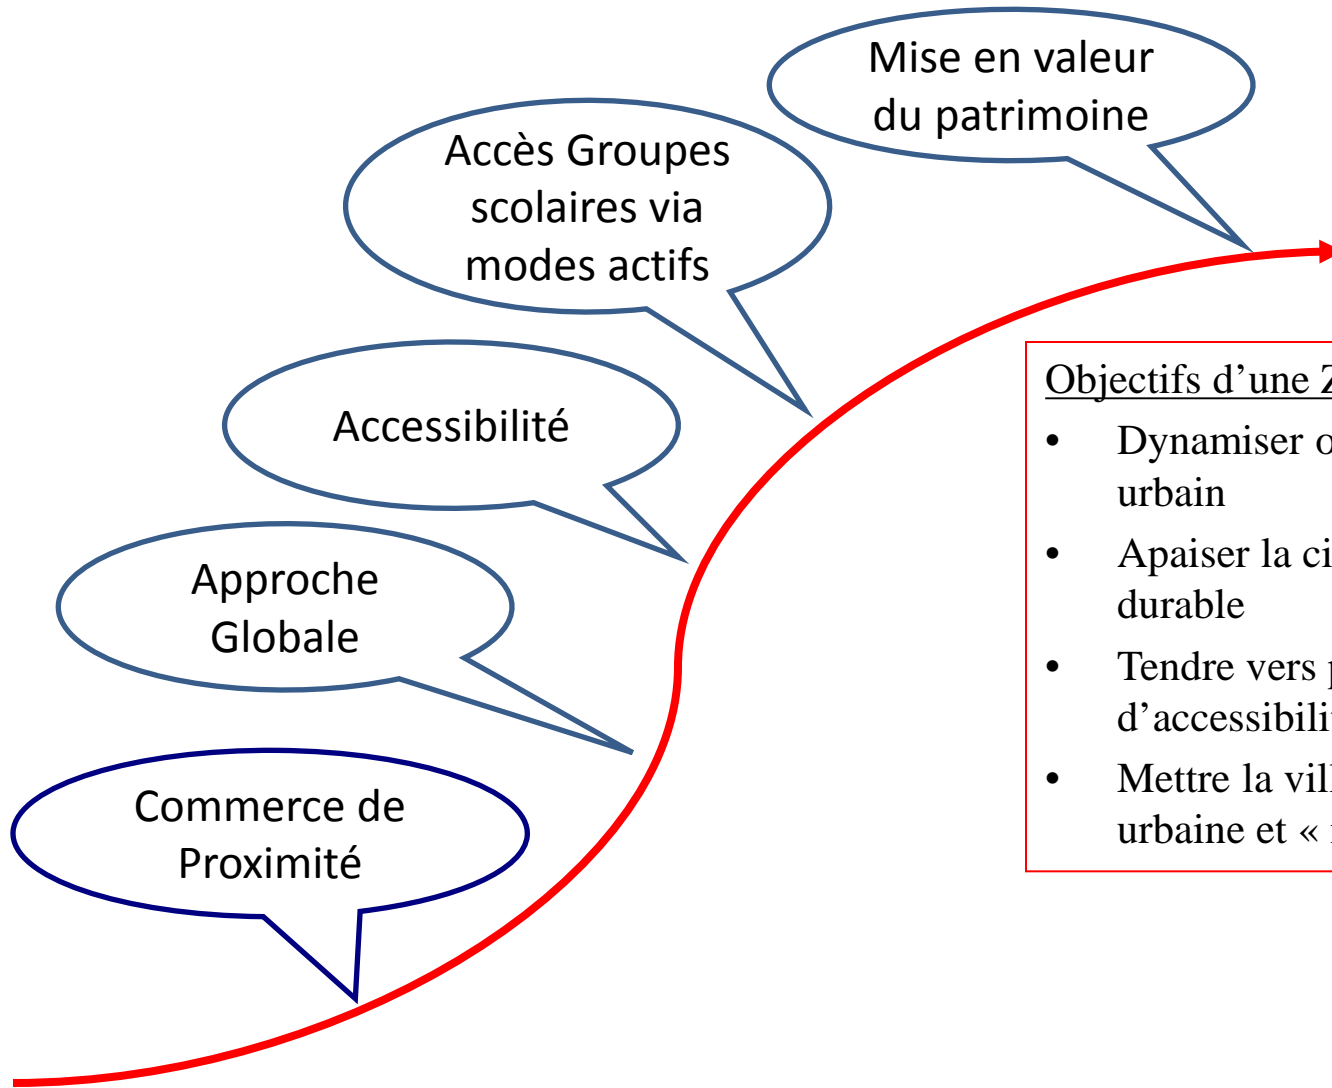 Mise en valeur
du patrimoine
Accès Groupes
scolaires via
modes actifs
Accessibilité
Approche
Globale
Commerce de
Proximité
Objectifs d’une
• Dynamiser
urbain
• Apaiser la
durable
• Tendre vers
• Mettre la
urbaine et «